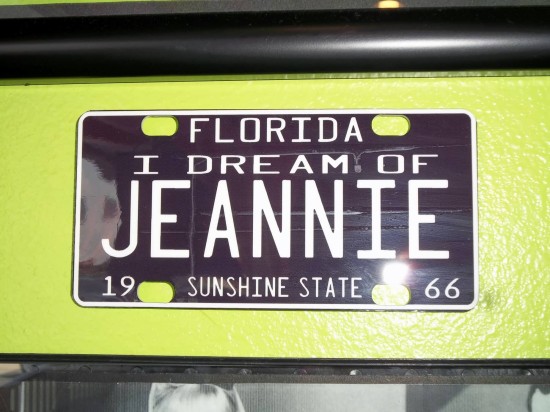 FLORIDA
I DREAM OF
JEANNIE
19 SUNSHINE STATE 66